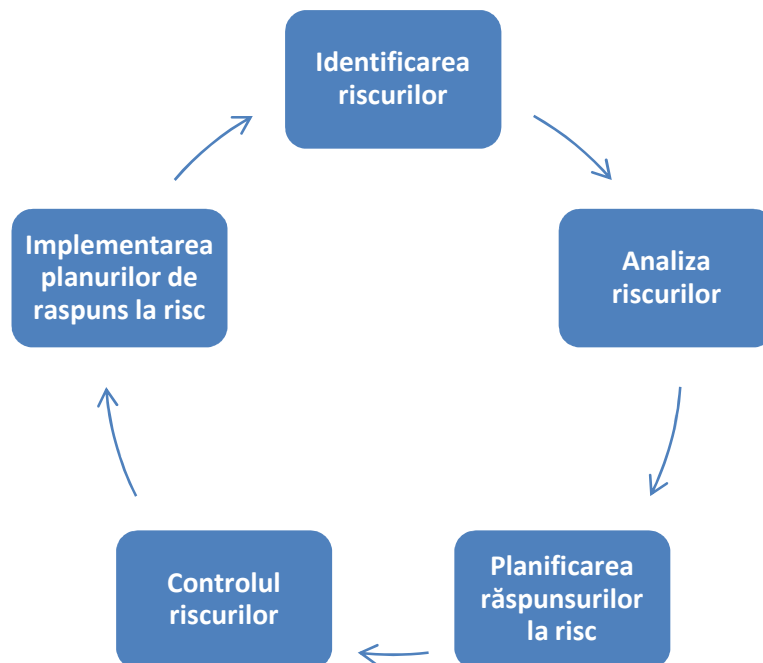 Identificarea
riscurilor
Analiza
riscurilor
Planificarea
răspunsurilor
la risc
Controlul
riscurilor
Implementarea
planurilor de
raspuns la risc